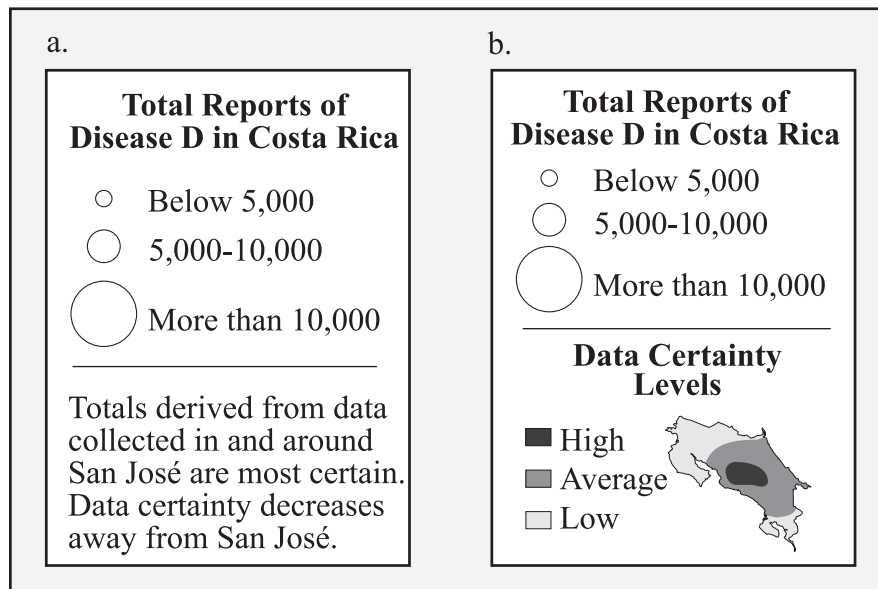 a.
Total Reports of
Disease D in Costa Rica
Below 5,000
5,000-10,000
More than 10,000
Totals derived from data
collected in and around
San José are most certain.
Data certainty decreases
away from San José.
b.
Total Reports of
Disease D in Costa Rica
Below 5,000
5,000-10,000
More than 10,000
Data Certainty
Levels
High
Average
Low